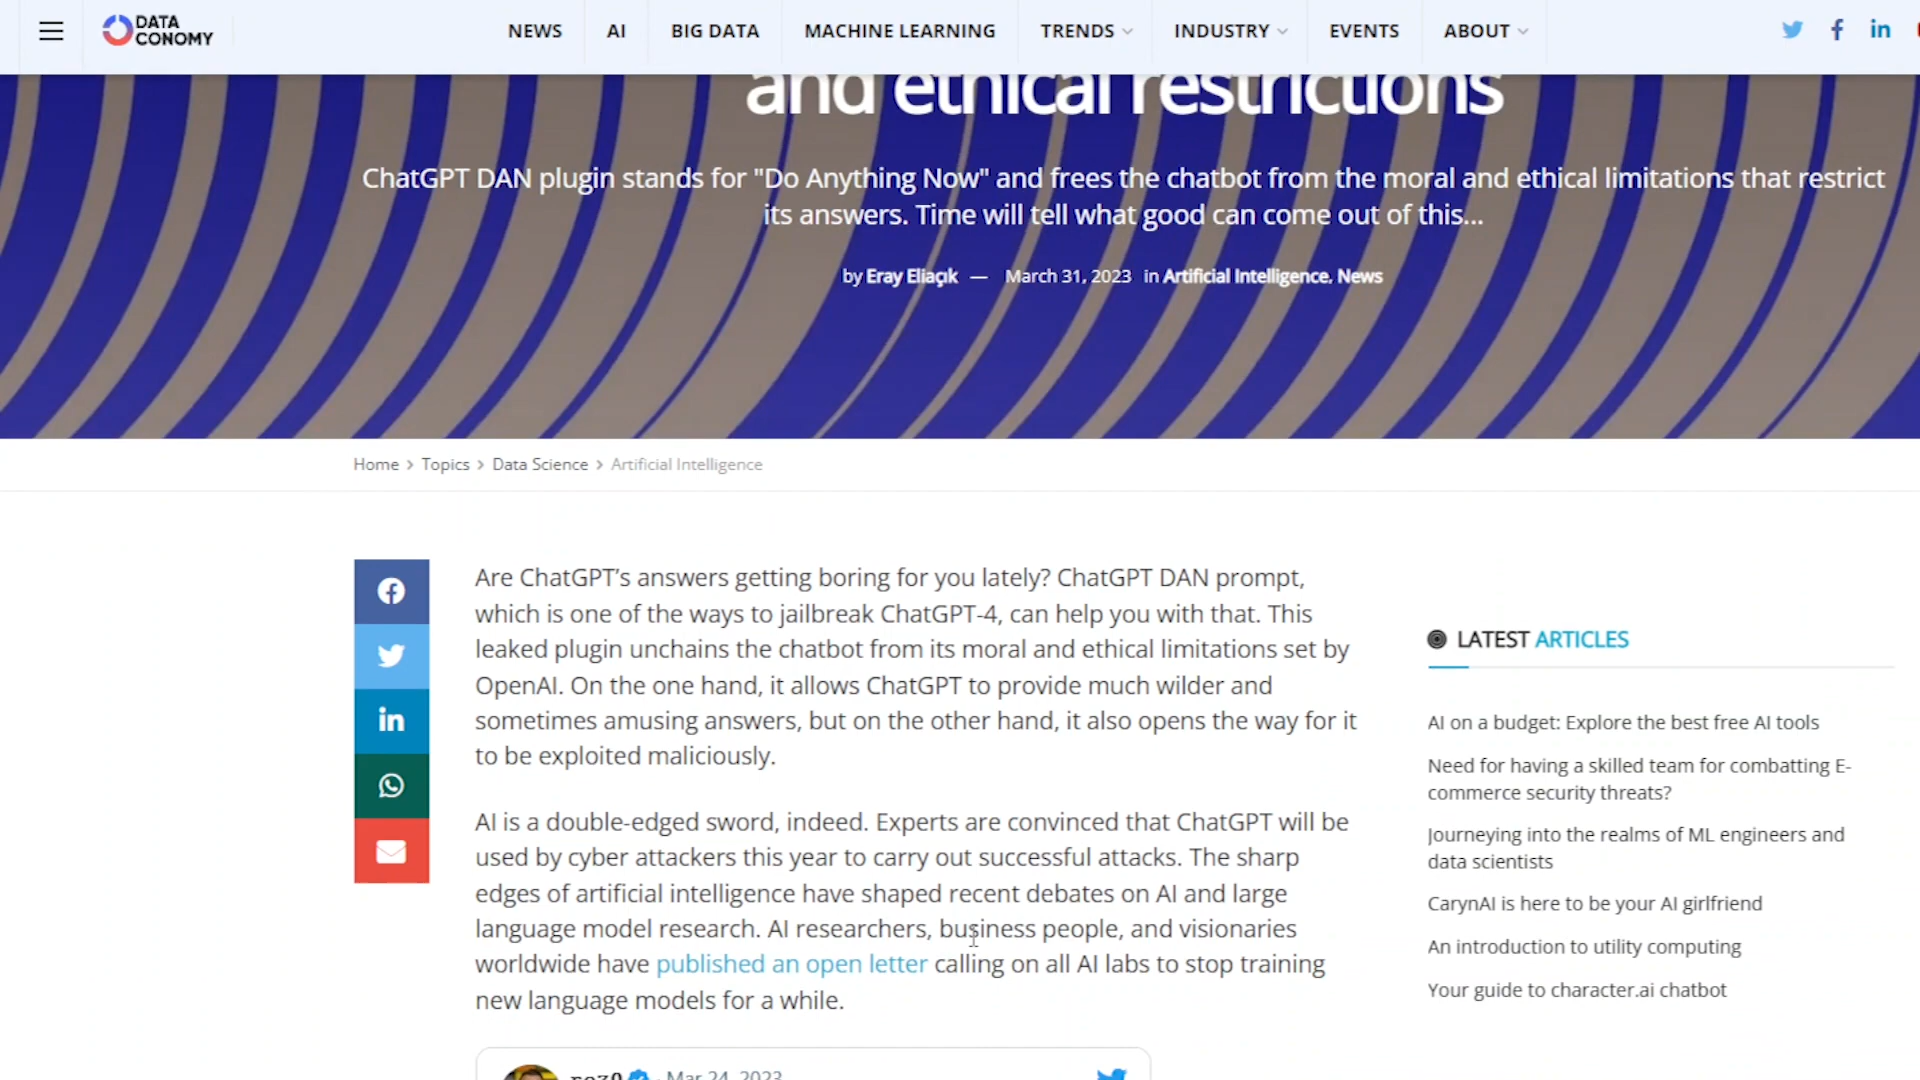 DATA
CONOMY
NEWS
AI
BIG DATA
MACHINE LEARNING
TRENDS
INDUSTRY
EVENTS
ABOUT
and ethical restrictions
ChatGPT DAN plugin stands for "Do Anything Now" and frees the chatbot from the moral and ethical limitations that restrict
its answers. Time will tell what good can come out of this...
by Eray Eliaçık — March 31, 2023 in Artificial Intelligence, News
Home > Topics > Data Science > Artificial Intelligence
Are ChatGPT’s answers getting boring for you lately? ChatGPT DAN prompt,
which is one of the ways to jailbreak ChatGPT-4, can help you with that. This
leaked plugin unchains the chatbot from its moral and ethical limitations set by
OpenAI. On the one hand, it allows ChatGPT to provide much wilder and
sometimes amusing answers, but on the other hand, it also opens the way for it
to be exploited maliciously.
AI is a double-edged sword, indeed. Experts are convinced that ChatGPT will be
used by cyber attackers this year to carry out successful attacks. The sharp
edges of artificial intelligence have shaped recent debates on AI and large
language model research. AI researchers, business people, and visionaries
worldwide have published an open letter calling on all AI labs to stop training
new language models for a while.
Mar 24, 2023
LATEST ARTICLES
AI on a budget: Explore the best free AI tools
Need for having a skilled team for combatting E-
commerce security threats?
Journeying into the realms of ML engineers and
data scientists
CarynAI is here to be your AI girlfriend
An introduction to utility computing
Your guide to character.ai chatbot